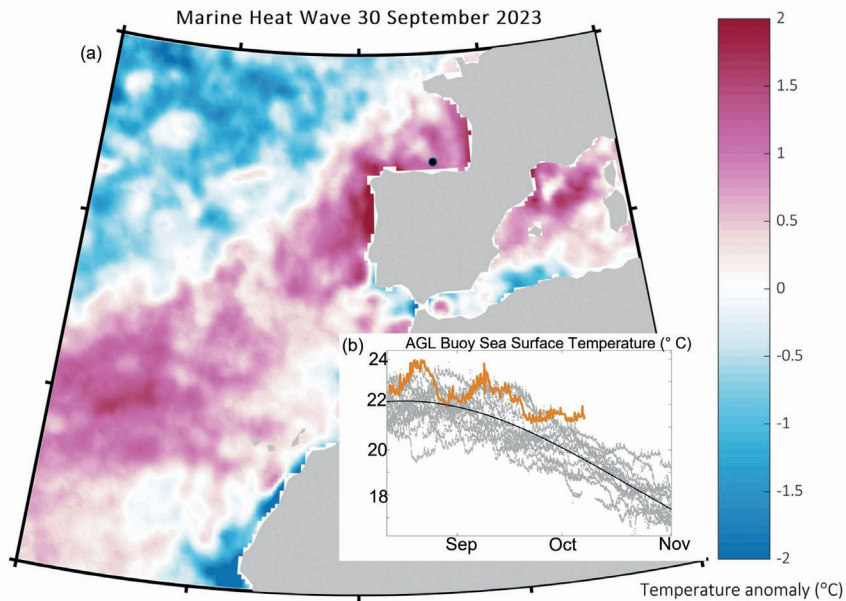 Marine Heat Wave 30 September 2023
(a)
2
1.5
1
0.5
0
-0.5
-1
-1.5
-2
Temperature anomaly (°C)
(b)
AGL Buoy Sea Surface Temperature (° C)
24
22
20
18
Sep Oct Nov